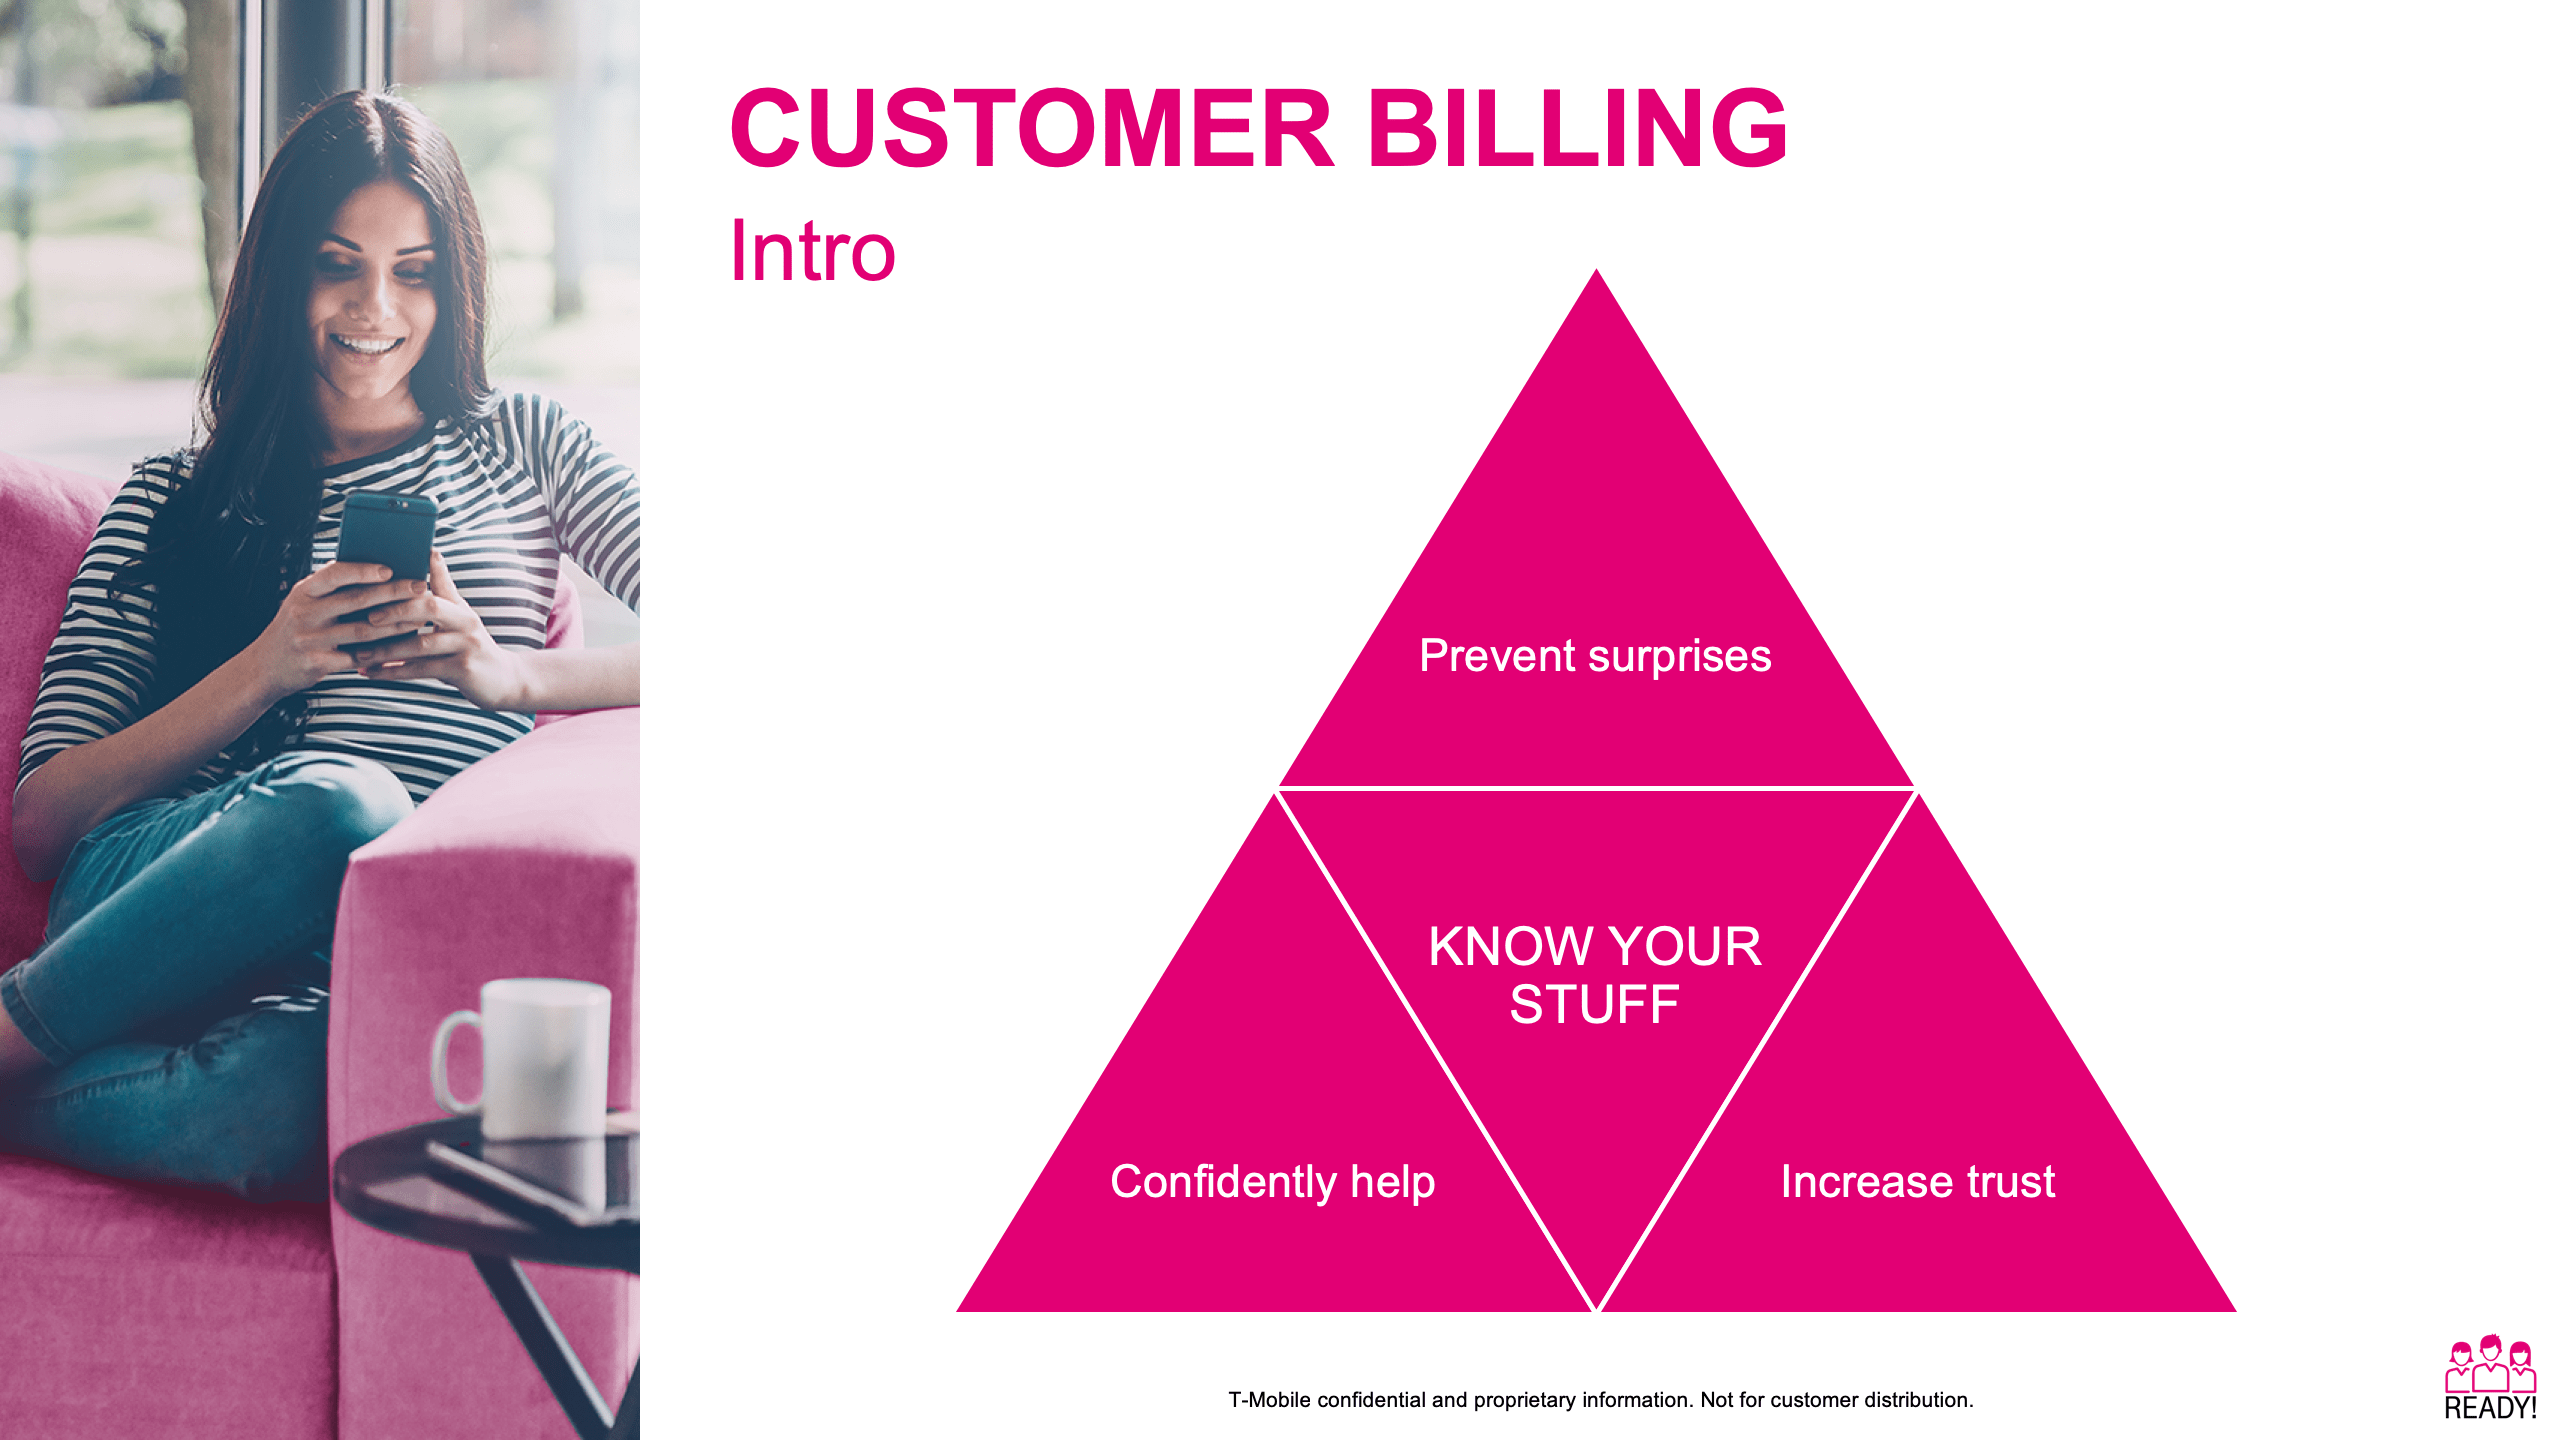 CUSTOMER BILLING
Intro
Prevent surprises
KNOW YOUR
STUFF
Confidently help
Increase trust
T-Mobile confidential and proprietary information. Not for customer distribution.
READY!